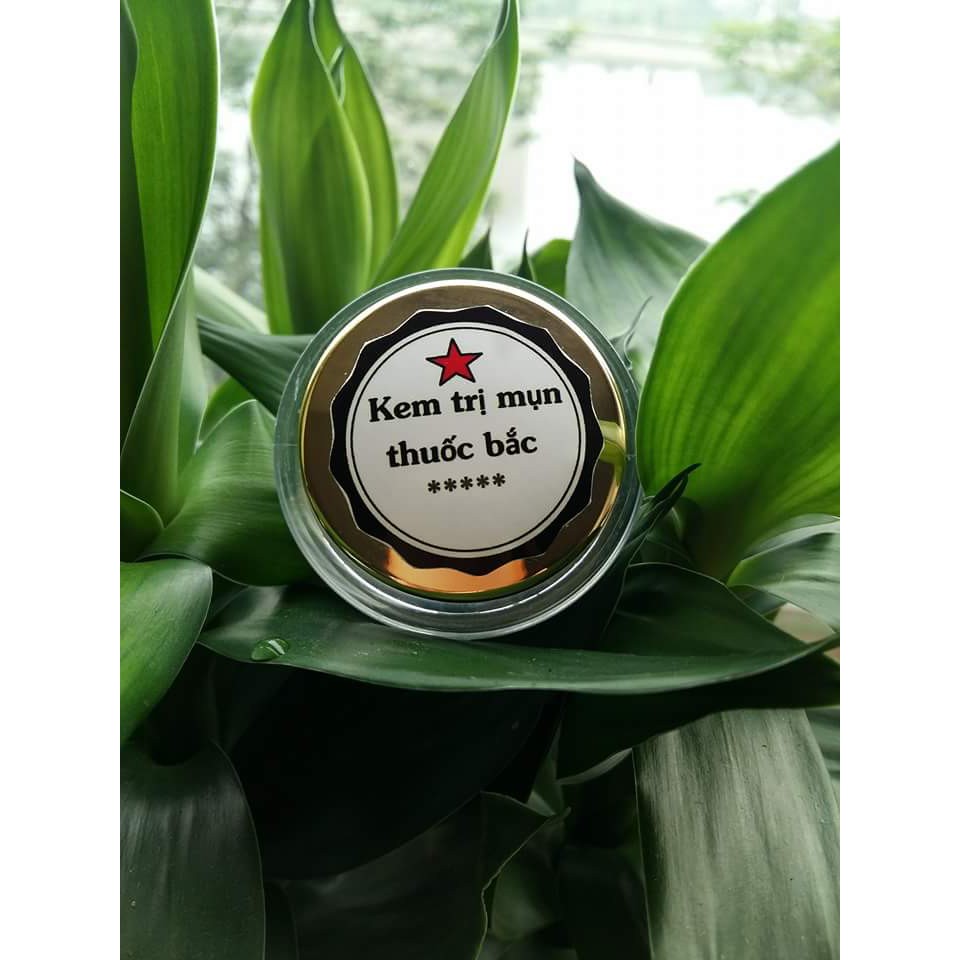 Kem trị mụn
thuốc bắc
*****